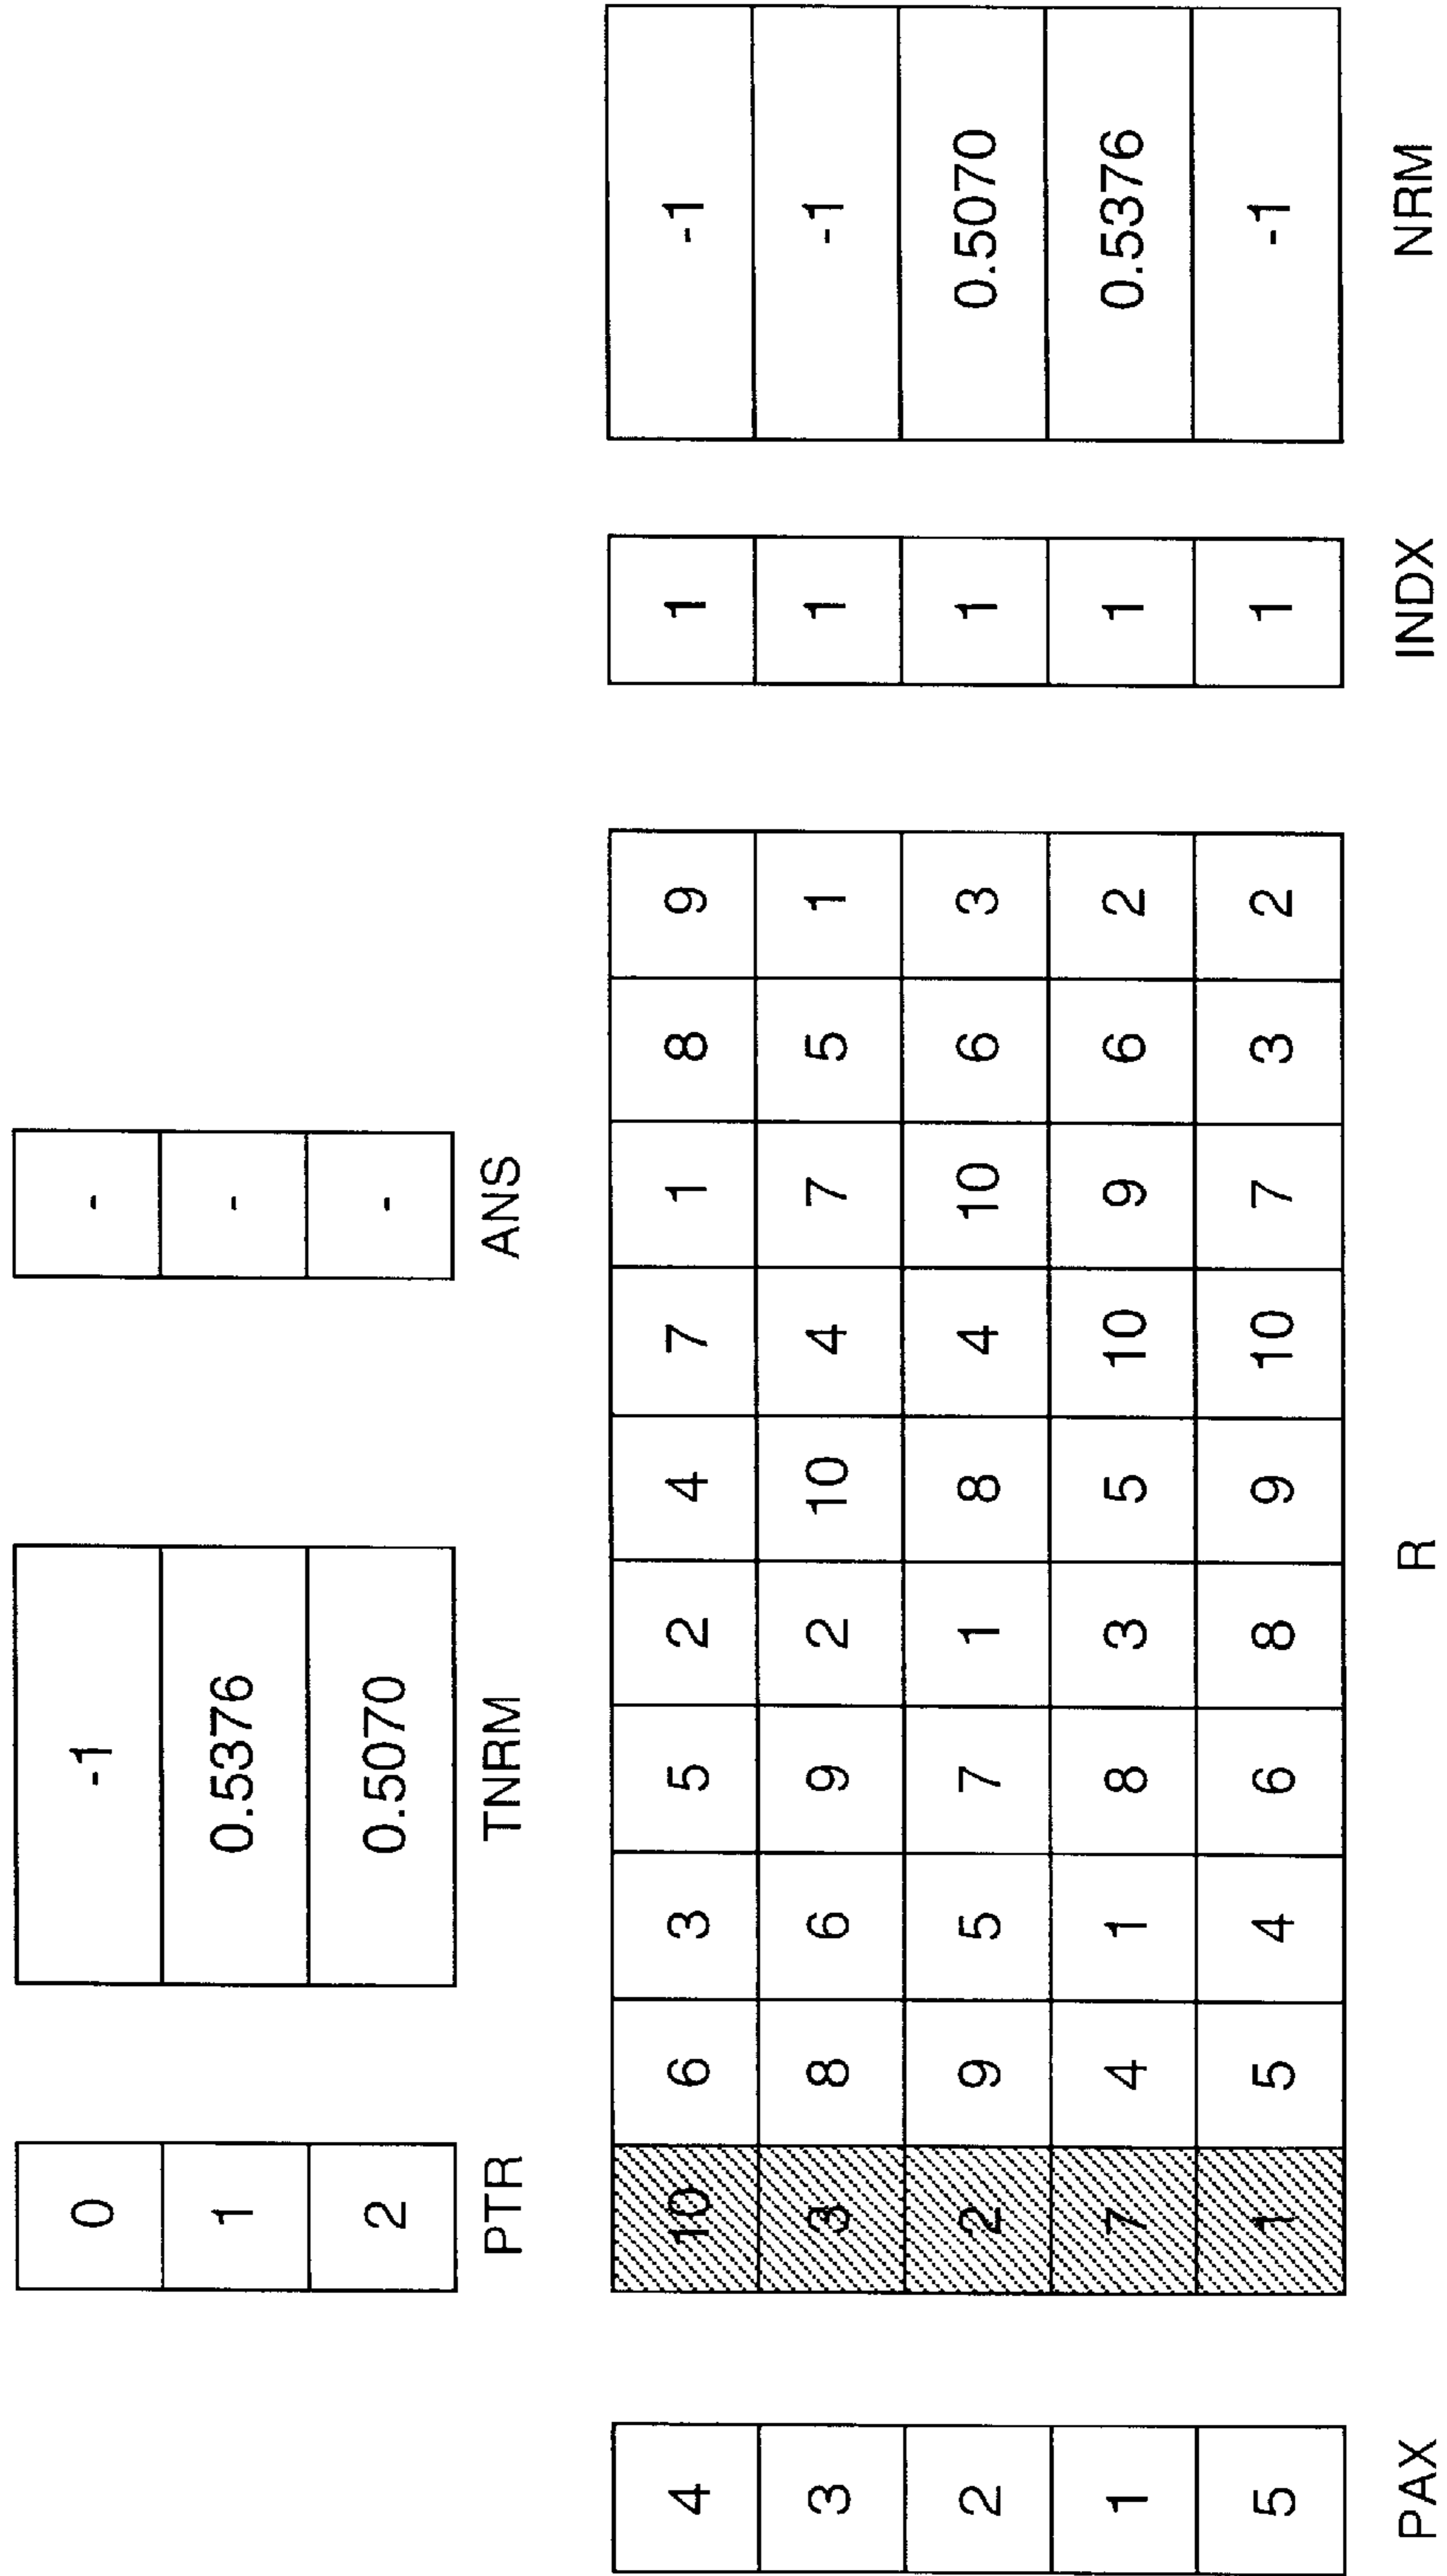 0 -1 -
1 0.5376 -
2 0.5070 -
PTR TNRM ANS
4 10 6 3 5 2 4 7 1 8 9 1 -1
3 3 8 6 9 2 10 4 7 5 1 1 -1
2 2 9 5 7 1 8 4 10 6 3 1 0.5070
1 7 4 1 8 3 5 10 9 6 2 1 0.5376
5 1 5 4 6 8 9 10 7 3 2 1 -1
PAX R INDX NRM